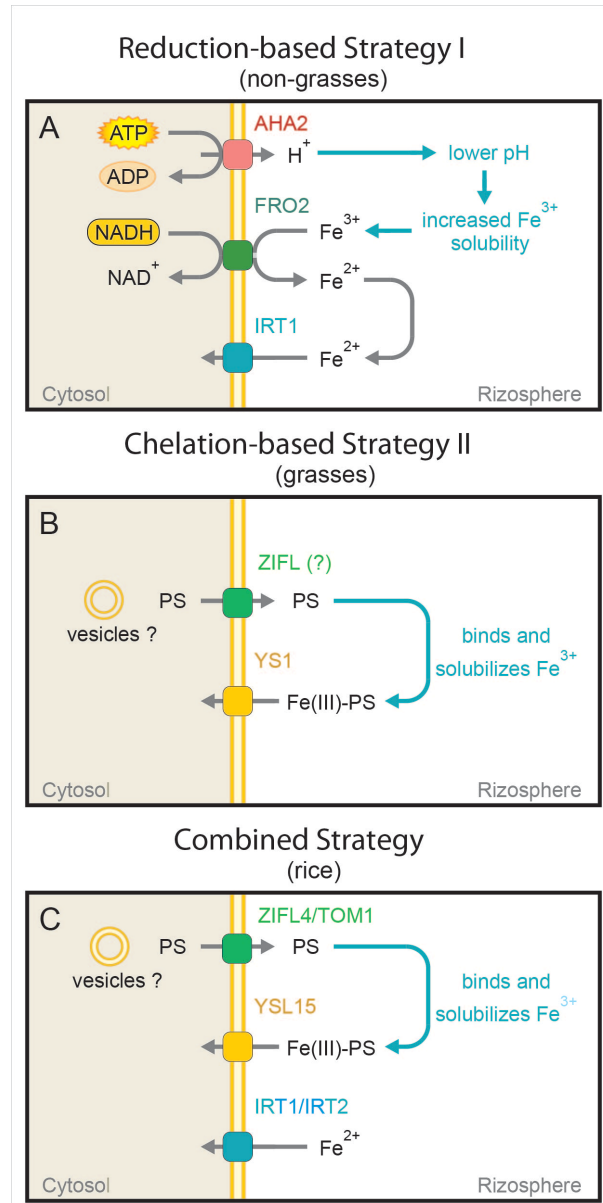 Reduction-based Strategy I
(non-grasses)
A
ATP
AHA2
H+
lower pH
ADP
FRO2
increased Fe3+
solubility
NADH
Fe3+
NAD+
Fe2+
IRT1
Fe2+
Cytosol
Rizosphere
Chelation-based Strategy II
(grasses)
B
ZIFL (?)
PS
PS
vesicles ?
binds and
solubilizes Fe3+
YS1
Fe(III)-PS
Cytosol
Rizosphere
Combined Strategy
(rice)
C
ZIFL4/TOM1
PS
PS
vesicles ?
binds and
solubilizes Fe3+
YSL15
Fe(III)-PS
IRT1/IRT2
Fe2+
Cytosol
Rizosphere